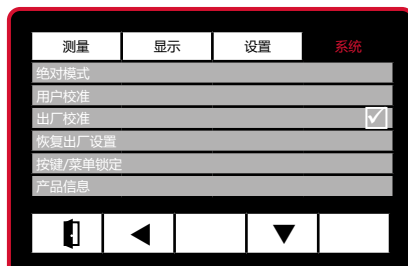 测量 显示 设置 系统
绝对模式
用户校准
出厂校准
恢复出厂设置
按键/菜单锁定
产品信息